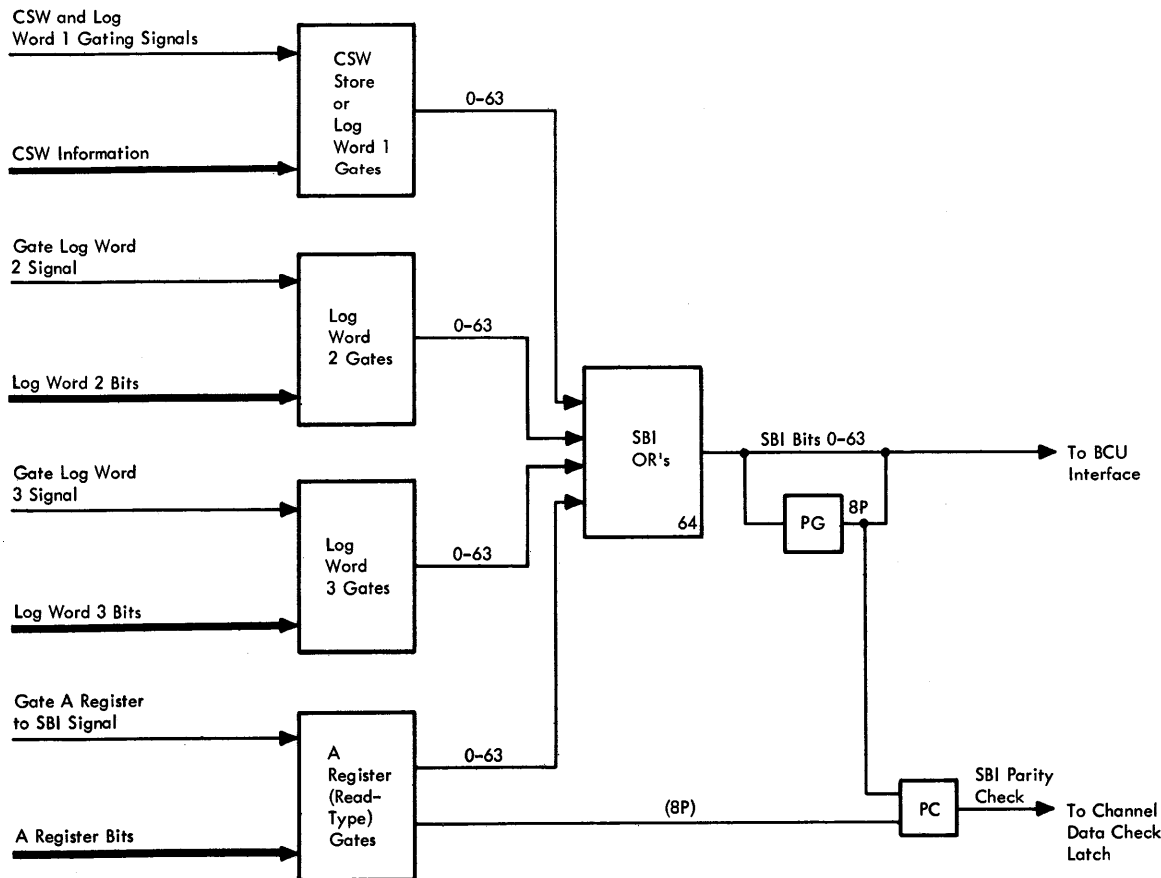 CSW and Log
Word 1 Gating Signals
CSW Information
CSW
Store
or
Log
Word 1
Gates
0-63
Gate Log Word
2 Signal
Log Word 2 Bits
Log
Word
2 Gates
0-63
Gate Log Word
3 Signal
Log Word 3 Bits
Log
Word
3 Gates
0-63
Gate A Register
to SBI Signal
A Register Bits
A
Register
(Read-
Type)
Gates
0-63
(8P)
SBI
OR's
64
SBI Bits 0-63
PG
8P
To BCU
Interface
PC
SBI Parity
Check
To Channel
Data Check
Latch